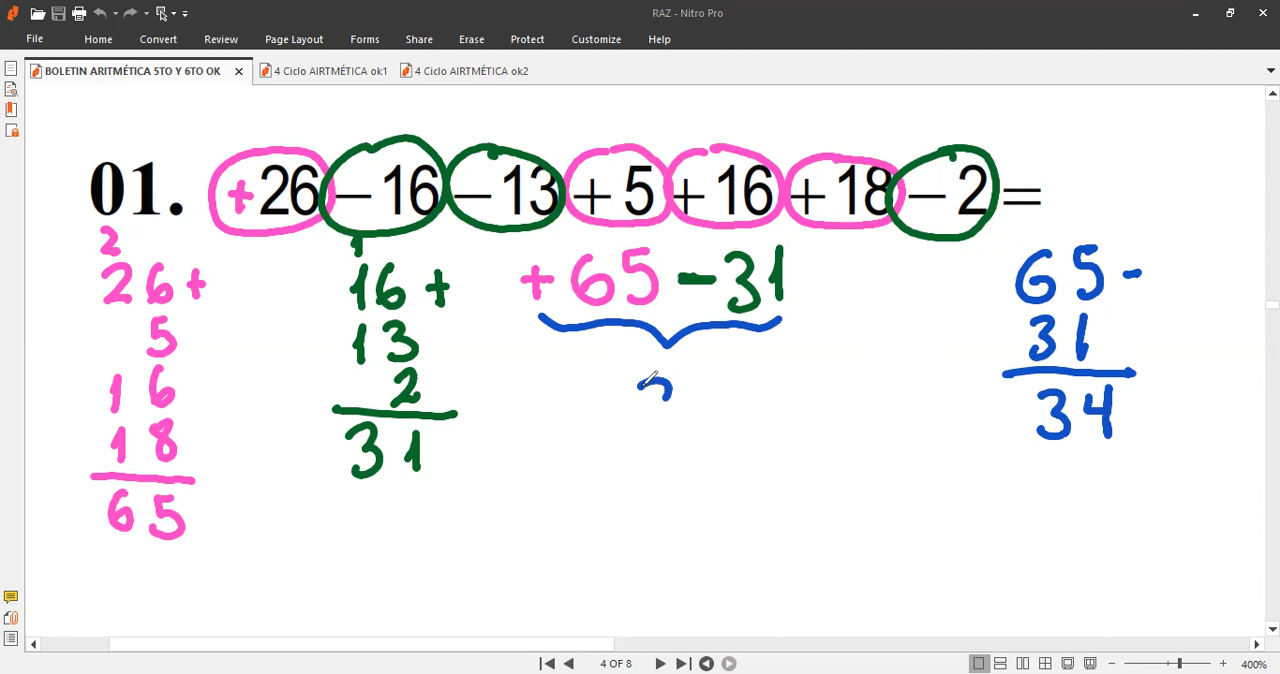 RAZ - Nitro Pro
File Home Convert Review Page Layout Forms Share Erase Protect Customize Help
BOLETIN ARITMÉTICA 5TO Y 6TO OK 4 Ciclo AIRTMÉTICA ok1 4 Ciclo AIRTMÉTICA ok2
01. +26 − 16 − 13 + 5 + 16 + 18 − 2 =
2
26 +
5
16
18
65
1
16 +
13
2
31
+ 65 - 31
65 -
31
34
4 OF 8
400%